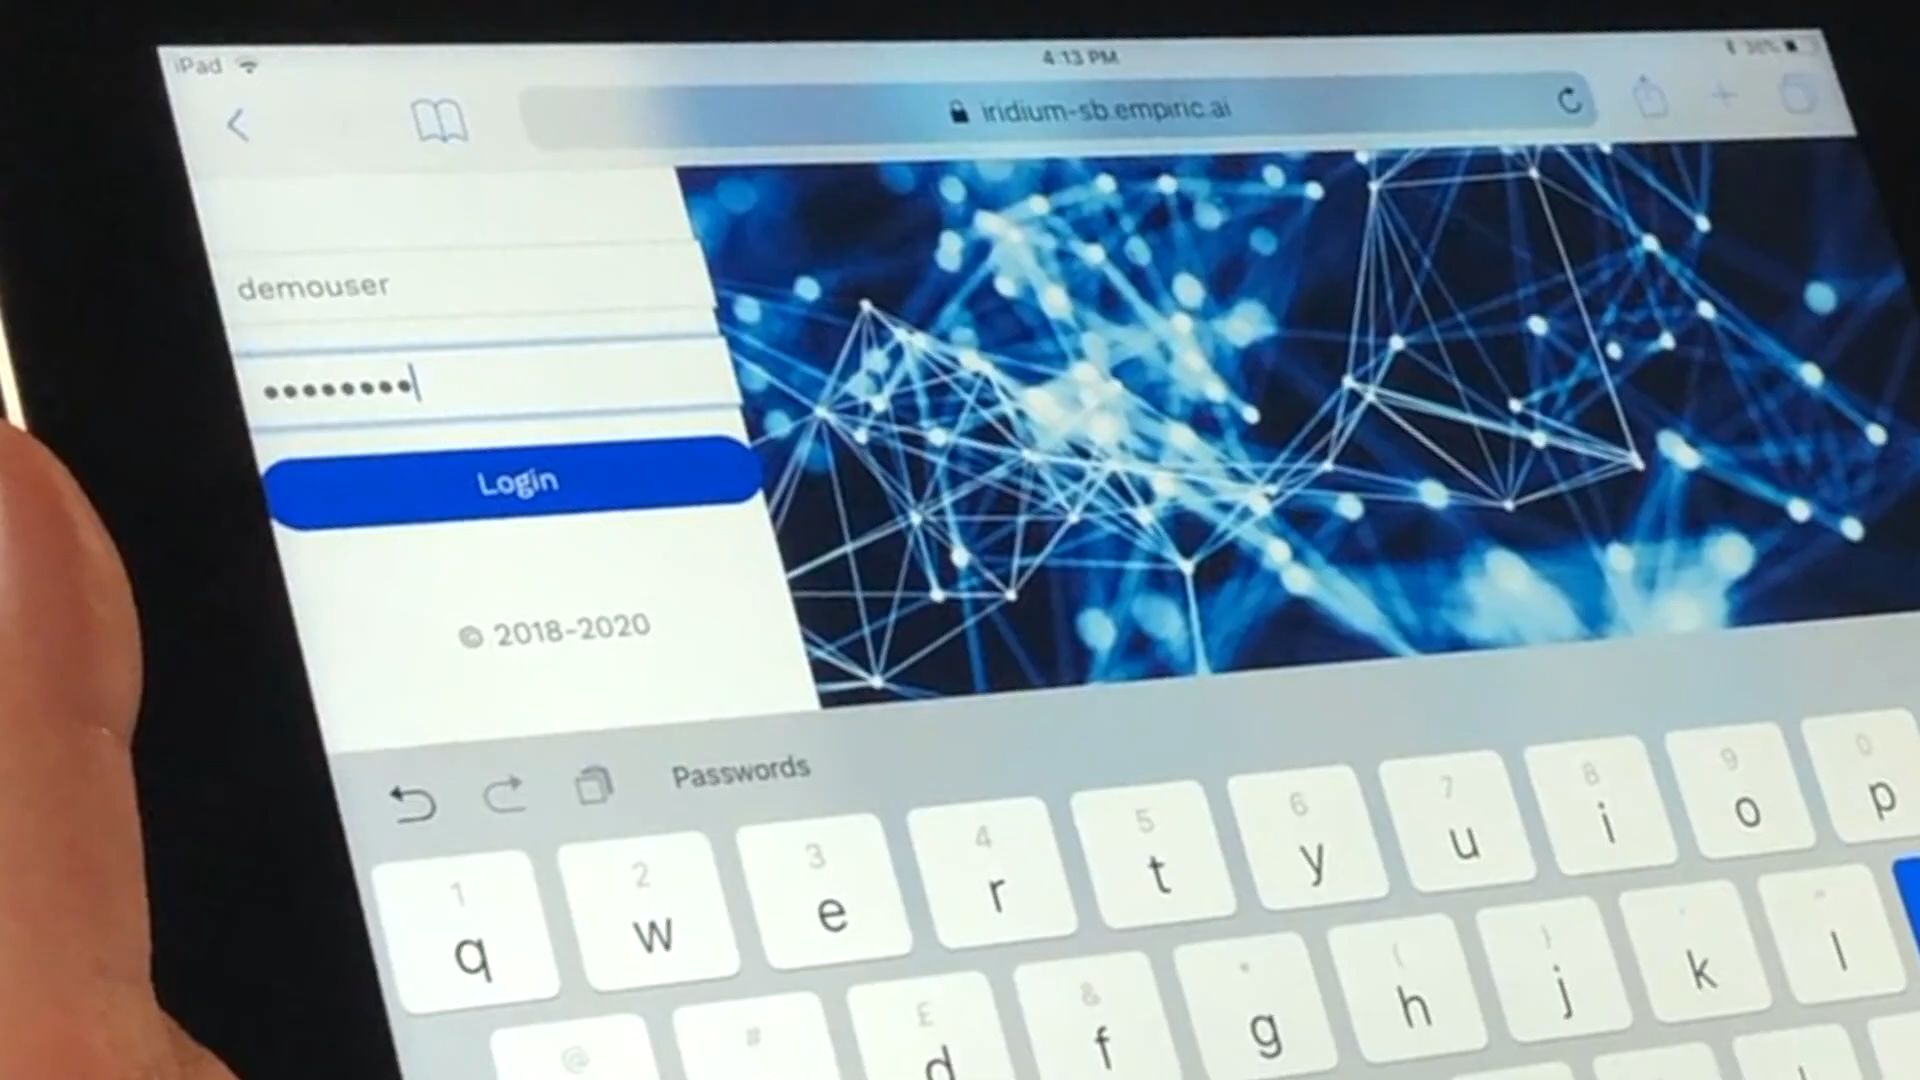 iPad 4:13 PM 36%
iridium-sb.empiric.ai
demouser
Login
© 2018-2020
Passwords
1 2 3 4 5 6 7 8 9 0
q w e r t y u i o p
@ # £ & * ( )
d f g h j k l